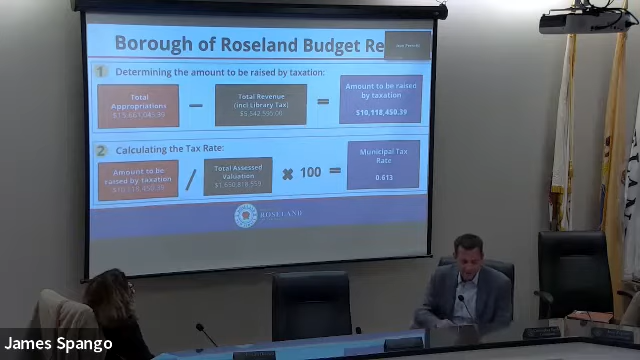 Borough of Roseland Budget Re
1 Determining the amount to be raised by taxation:
Total
Appropriations
Total Revenue
(incl Library Tax)
Amount to be raised
by taxation
$10,118,450.39
−
=
2 Calculating the Tax Rate:
Amount to be
raised by taxation
/
Total Assessed
Valuation
× 100 =
Municipal Tax
Rate
0.613
ROSELAND
James Spango